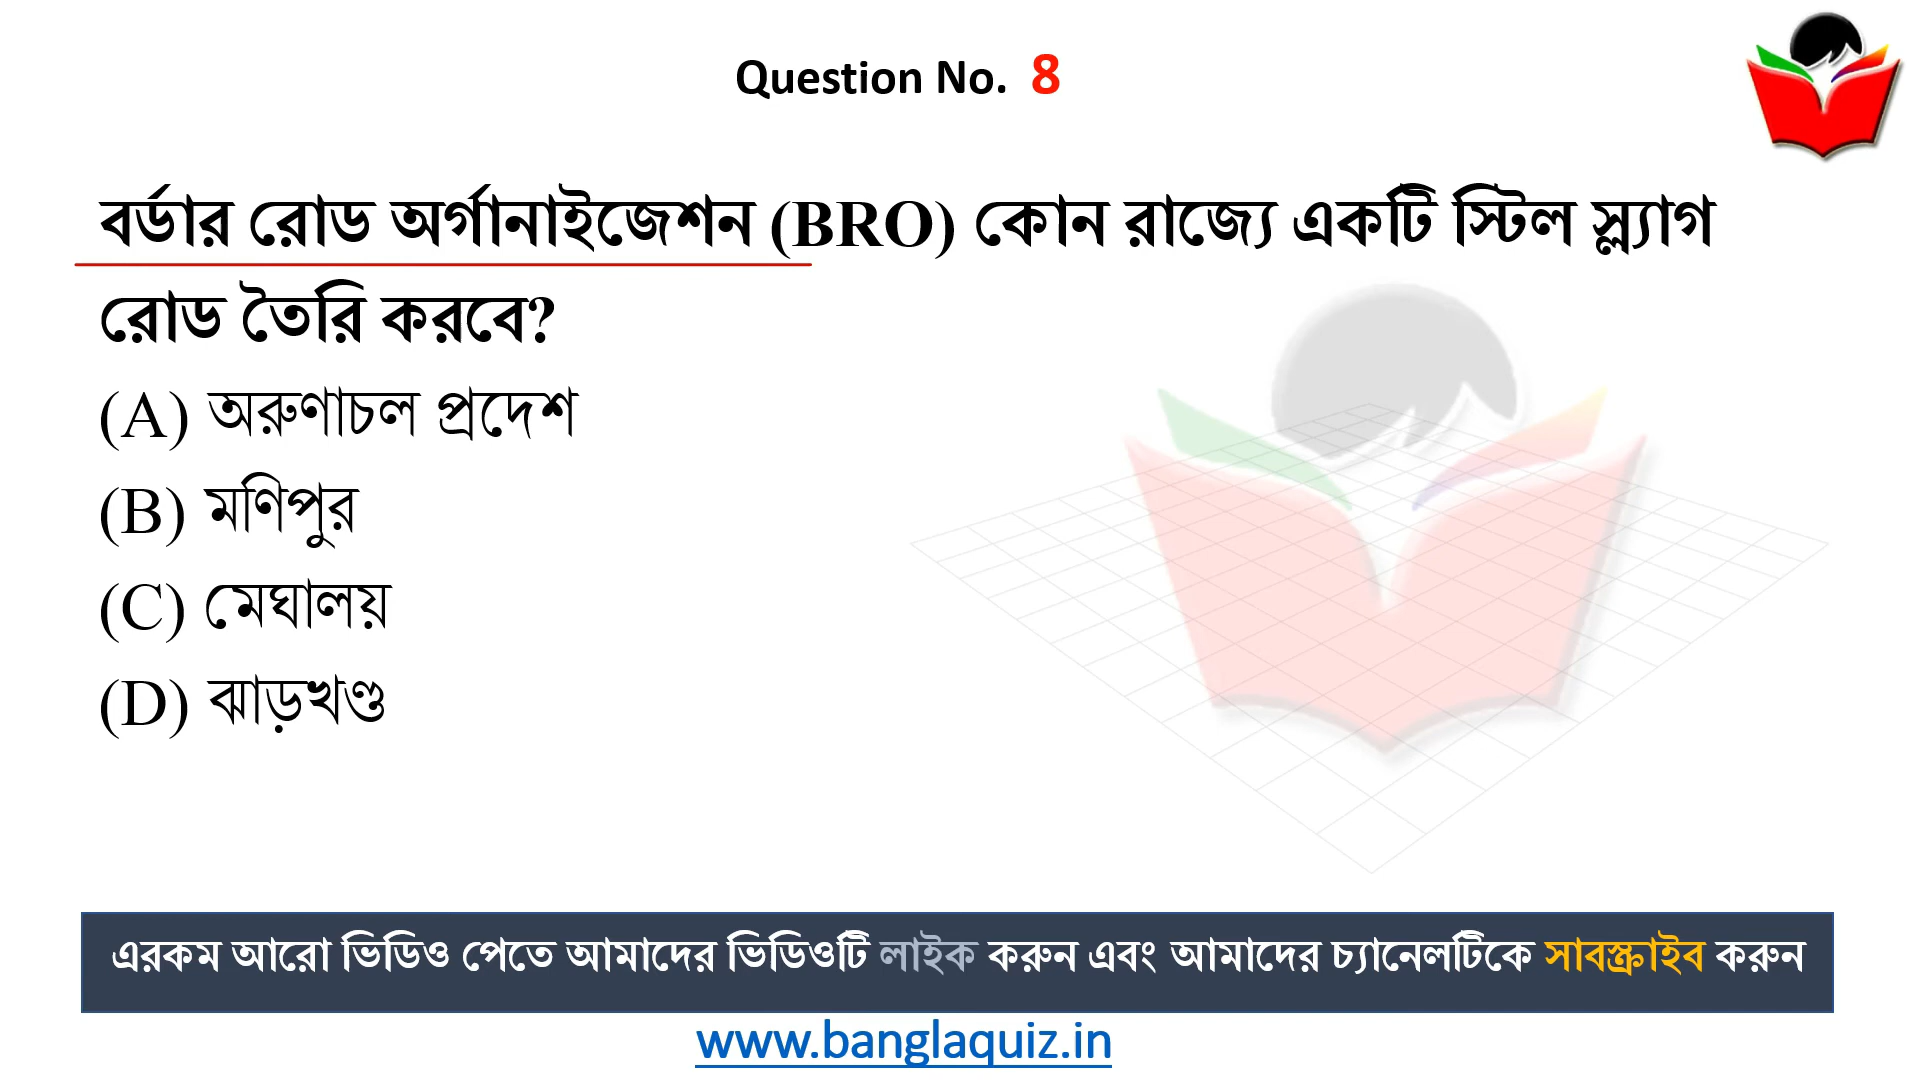 Question No. 8
বর্ডার রোড অর্গানাইজেশন (BRO) কোন রাজ্যে একটি স্টিল স্ল্যাগ
রোড তৈরি করবে?
(A) অরুণাচল প্রদেশ
(B) মণিপুর
(C) মেঘালয়
(D) ঝাড়খণ্ড
এরকম আরো ভিডিও পেতে আমাদের ভিডিওটি লাইক করুন এবং আমাদের চ্যানেলটিকে সাবস্ক্রাইব করুন
www.banglaquiz.in